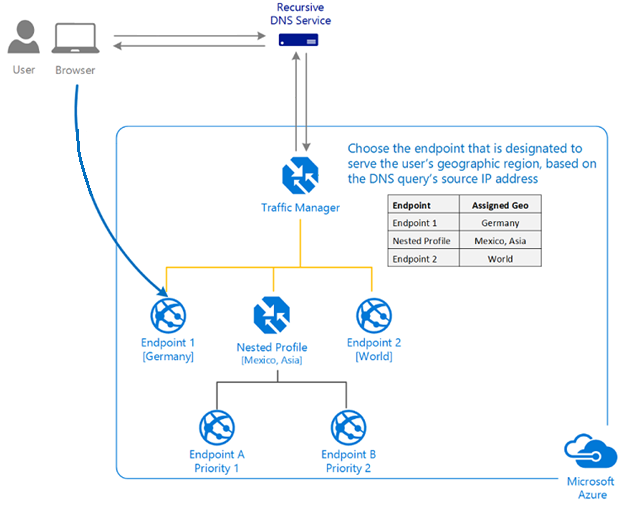 Recursive
DNS Service
User
Browser
Choose the endpoint that is designated to
serve the user's geographic region, based on
the DNS query's source IP address
Traffic Manager
Endpoint Assigned Geo
Endpoint 1 Germany
Nested Profile Mexico, Asia
Endpoint 2 World
Endpoint 1
[Germany]
Nested Profile
[Mexico, Asia]
Endpoint 2
[World]
Endpoint A
Priority 1
Endpoint B
Priority 2
Microsoft
Azure